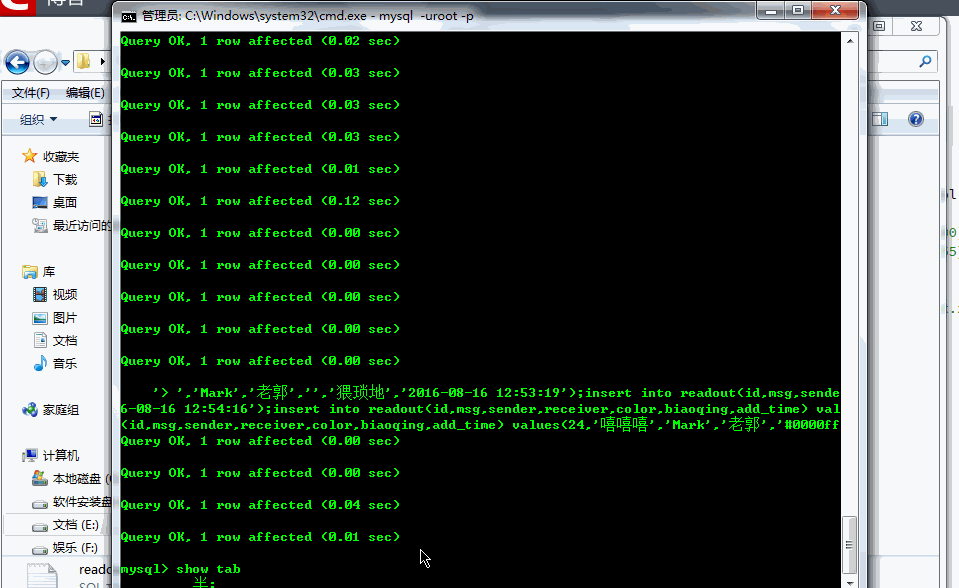 博客
管理员: C:\Windows\system32\cmd.exe - mysql  -uroot -p
文件(F) 编辑(E)
组织
收藏夹
下载
桌面
最近访问的
库
视频
图片
文档
音乐
家庭组
计算机
本地磁盘 (
软件安装盘
文档 (E:)
娱乐 (F:)
reado
Query OK, 1 row affected (0.02 sec)
Query OK, 1 row affected (0.03 sec)
Query OK, 1 row affected (0.03 sec)
Query OK, 1 row affected (0.03 sec)
Query OK, 1 row affected (0.01 sec)
Query OK, 1 row affected (0.12 sec)
Query OK, 1 row affected (0.00 sec)
Query OK, 1 row affected (0.00 sec)
Query OK, 1 row affected (0.00 sec)
Query OK, 1 row affected (0.00 sec)
Query OK, 1 row affected (0.00 sec)
'> ','Mark','老郭','','猥琐地','2016-08-16 12:53:19');insert into readout(id,msg,sende
6-08-16 12:54:16');insert into readout(id,msg,sender,receiver,color,biaoqing,add_time) val
(id,msg,sender,receiver,color,biaoqing,add_time) values(24,'嘻嘻嘻','Mark','老郭','#0000ff
Query OK, 1 row affected (0.00 sec)
Query OK, 1 row affected (0.00 sec)
Query OK, 1 row affected (0.04 sec)
Query OK, 1 row affected (0.01 sec)
mysql> show tab
半: